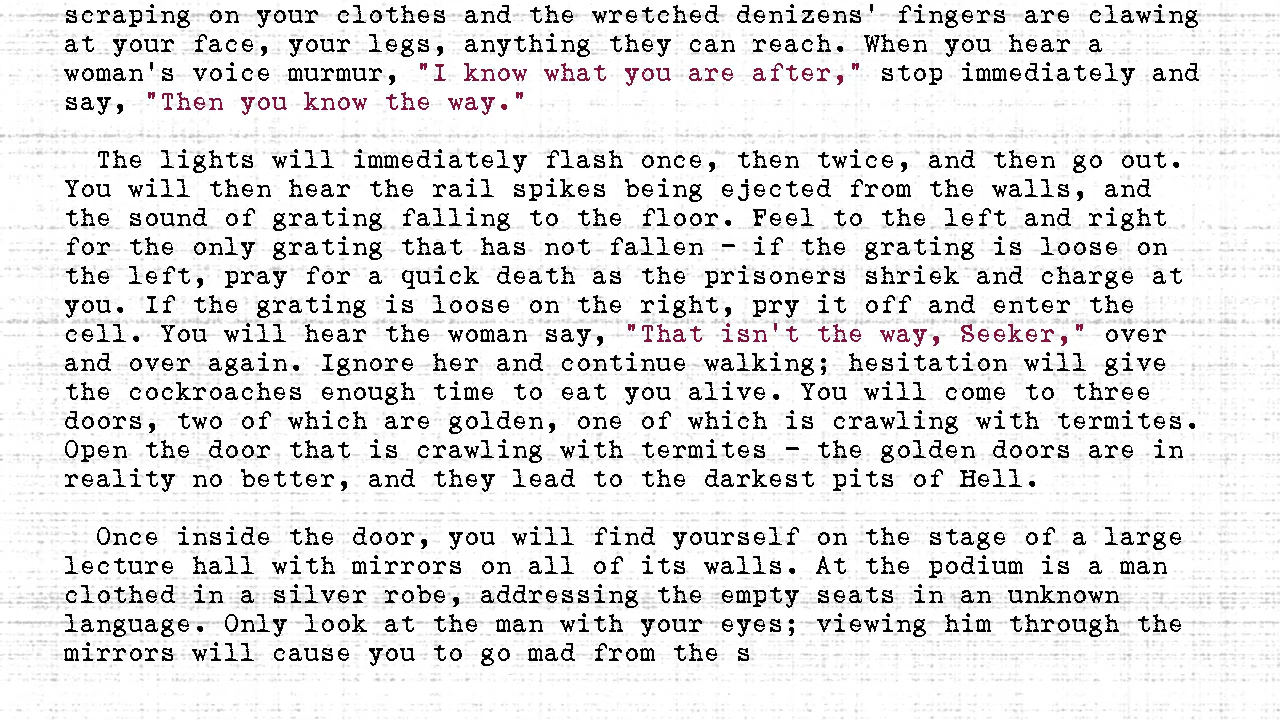 scraping on your clothes and the wretched denizens' fingers are clawing
at your face, your legs, anything they can reach. When you hear a
woman's voice murmur, "I know what you are after," stop immediately and
say, "Then you know the way."
The lights will immediately flash once, then twice, and then go out.
You will then hear the rail spikes being ejected from the walls, and
the sound of grating falling to the floor. Feel to the left and right
for the only grating that has not fallen - if the grating is loose on
the left, pray for a quick death as the prisoners shriek and charge at
you. If the grating is loose on the right, pry it off and enter the
cell. You will hear the woman say, "That isn't the way, Seeker," over
and over again. Ignore her and continue walking; hesitation will give
the cockroaches enough time to eat you alive. You will come to three
doors, two of which are golden, one of which is crawling with termites.
Open the door that is crawling with termites - the golden doors are in
reality no better, and they lead to the darkest pits of Hell.
Once inside the door, you will find yourself on the stage of a large
lecture hall with mirrors on all of its walls. At the podium is a man
clothed in a silver robe, addressing the empty seats in an unknown
language. Only look at the man with your eyes; viewing him through the
mirrors will cause you to go mad from the s